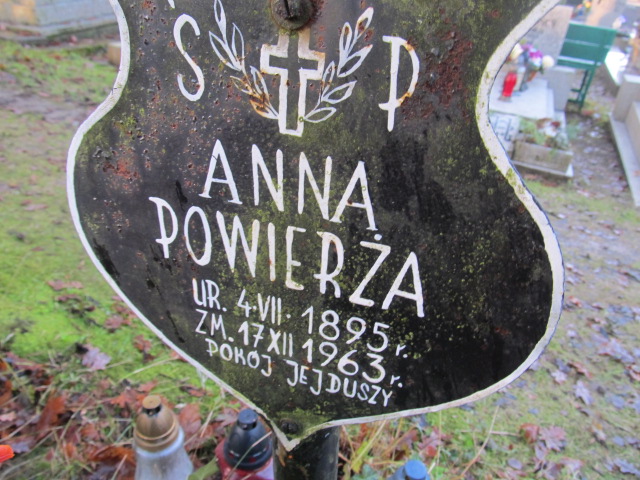 Ś P
ANNA
POWIERŻA
UR. 4.VII. 1895 r.
ZM. 17 XII 1963 r.
POKÓJ JEJ DUSZY